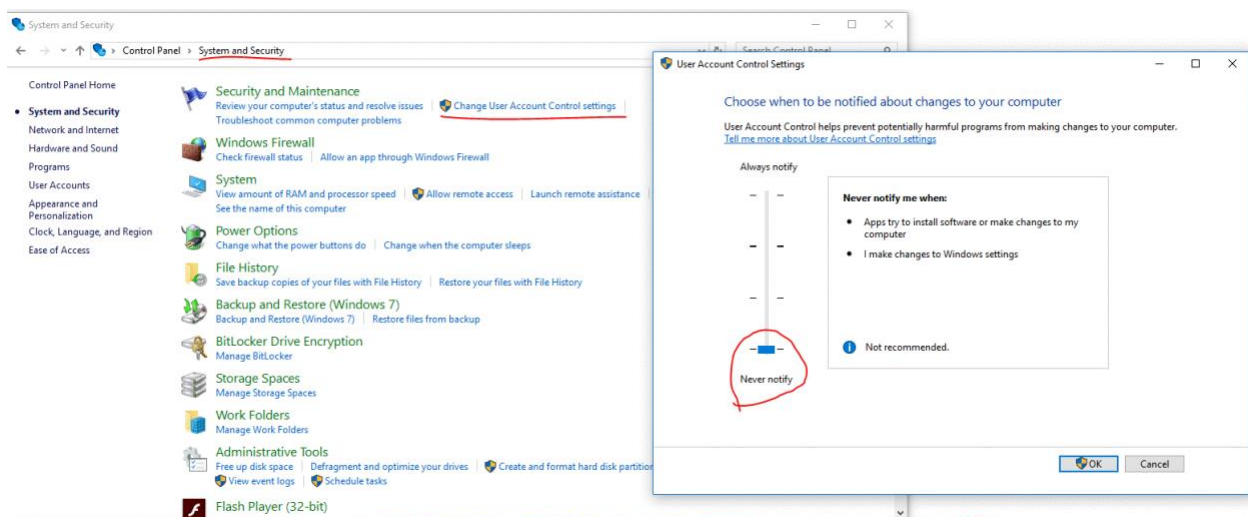 System and Security
Control Panel › System and Security
Search Control Panel
Control Panel Home
System and Security
Network and Internet
Hardware and Sound
Programs
User Accounts
Appearance and
Personalization
Clock, Language, and Region
Ease of Access
Security and Maintenance
Review your computer's status and resolve issues | Change User Account Control settings
Troubleshoot common computer problems
Windows Firewall
Check firewall status | Allow an app through Windows Firewall
System
View amount of RAM and processor speed | Allow remote access | Launch remote assistance
See the name of this computer
Power Options
Change what the power buttons do | Change when the computer sleeps
File History
Save backup copies of your files with File History | Restore your files with File History
Backup and Restore (Windows 7)
Backup and Restore (Windows 7) | Restore files from backup
BitLocker Drive Encryption
Manage BitLocker
Storage Spaces
Manage Storage Spaces
Work Folders
Manage Work Folders
Administrative Tools
Free up disk space | Defragment and optimize your drives | Create and format hard disk partition
View event logs | Schedule tasks
Flash Player (32-bit)
User Account Control Settings
Choose when to be notified about changes to your computer
User Account Control helps prevent potentially harmful programs from making changes to your computer.
Tell me more about User Account Control settings
Always notify
Never notify me when:
• Apps try to install software or make changes to my
computer
• I make changes to Windows settings
Not recommended.
Never notify
OK
Cancel